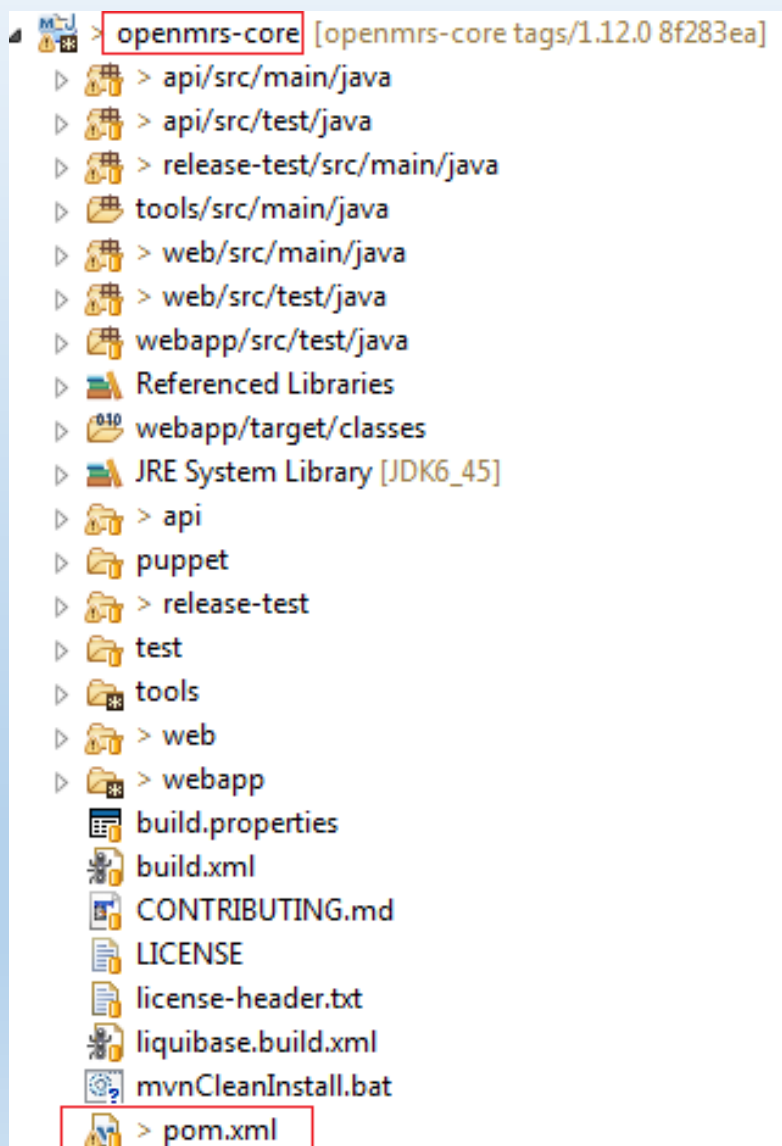 > openmrs-core [openmrs-core tags/1.12.0 8f283ea]
> api/src/main/java
> api/src/test/java
> release-test/src/main/java
tools/src/main/java
> web/src/main/java
> web/src/test/java
webapp/src/test/java
Referenced Libraries
webapp/target/classes
JRE System Library [JDK6_45]
> api
puppet
> release-test
test
tools
> web
> webapp
build.properties
build.xml
CONTRIBUTING.md
LICENSE
license-header.txt
liquibase.build.xml
mvnCleanInstall.bat
> pom.xml